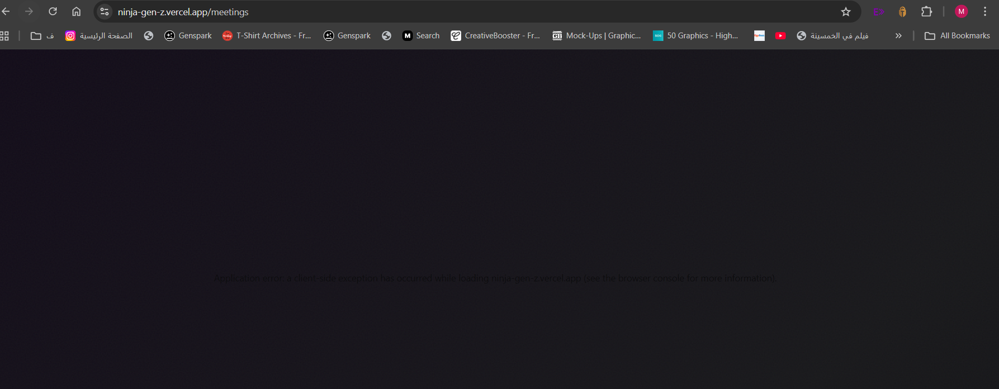 ninja-gen-z.vercel.app/meetings
M
ف
الصفحة الرئيسية
Genspark
T-Shirt Archives - Fr...
Genspark
M
Search
CreativeBooster - Fr...
GB
Mock-Ups | Graphic...
50 Graphics - High...
فيلم في الخمسينة
All Bookmarks
Application error: a client-side exception has occurred while loading ninja-gen-z.vercel.app (see the browser console for more information).